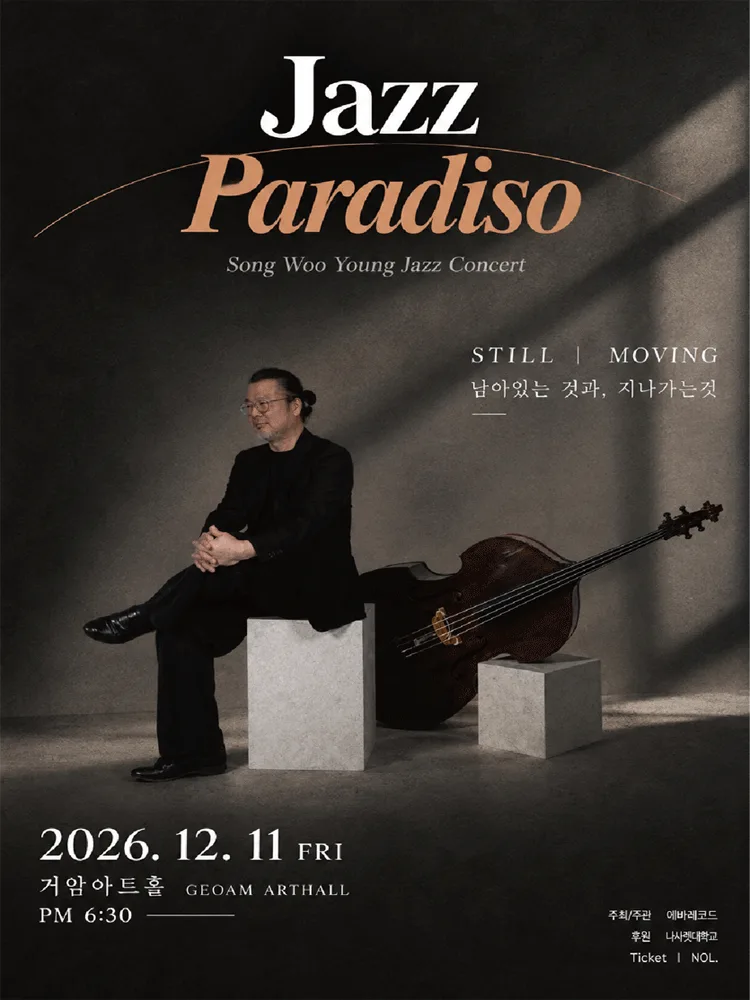 Jazz
Paradiso
Song Woo Young Jazz Concert
STILL | MOVING
남아있는 것과, 지나가는것
2026. 12. 11 FRI
거암아트홀 GEOAM ARTHALL
PM 6:30
주최/주관 에바레코드
후원 나사렛대학교
Ticket | NOL.